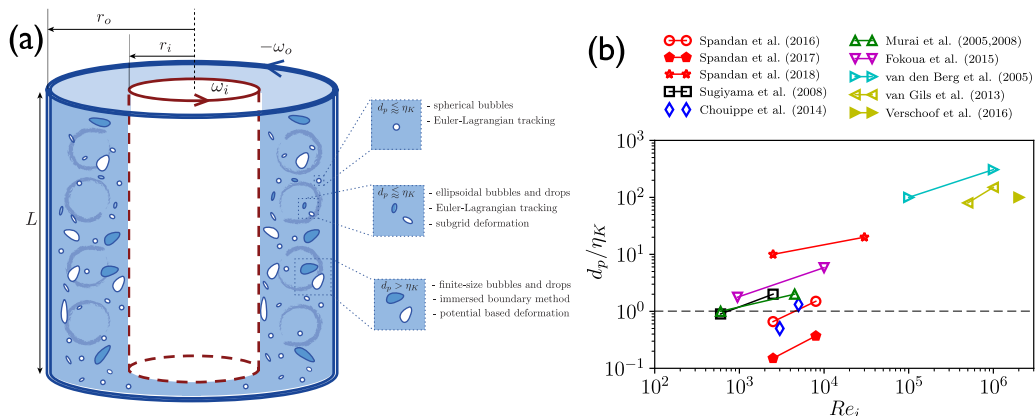 (a)
r_o
r_i
-ω_o
ω_i
L
d_p ⪅ η_K
- spherical bubbles
- Euler-Lagrangian tracking
d_p ⪅ η_K
- ellipsoidal bubbles and drops
- Euler-Lagrangian tracking
- subgrid deformation
d_p > η_K
- finite-size bubbles and drops
- immersed boundary method
- potential based deformation
(b)
Spandan et al. (2016)
Spandan et al. (2017)
Spandan et al. (2018)
Sugiyama et al. (2008)
Chouippe et al. (2014)
Murai et al. (2005,2008)
Fokoua et al. (2015)
van den Berg et al. (2005)
van Gils et al. (2013)
Verschoof et al. (2016)
d_p/η_K
10^3
10^2
10^1
10^0
10^-1
10^2 10^3 10^4 10^5 10^6
Re_i